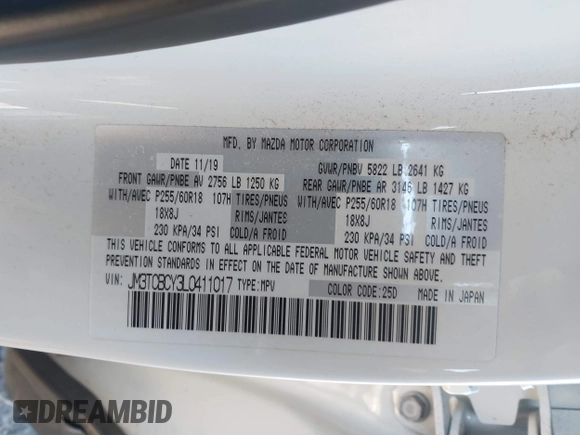 MFD. BY MAZDA MOTOR CORPORATION
DATE 11/19 GVWR/PNBV 5822 LB 2641 KG
FRONT GAWR/PNBE AV 2756 LB 1250 KG REAR GAWR/PNBE AR 3146 LB 1427 KG
WITH/AVEC P255/60R18 107H TIRES/PNEUS WITH/AVEC P255/60R18 107H TIRES/PNEUS
18X8J RIMS/JANTES 18X8J RIMS/JANTES
230 KPA/34 PSI COLD/A FROID 230 KPA/34 PSI COLD/A FROID
THIS VEHICLE CONFORMS TO ALL APPLICABLE FEDERAL MOTOR VEHICLE SAFETY AND THEFT
PREVENTION STANDARDS IN EFFECT ON THE DATE OF MANUFACTURE SHOWN ABOVE.
VIN: JM3TCBCY3L0411017 TYPE:MPV COLOR CODE:25D MADE IN JAPAN
DREAMBID